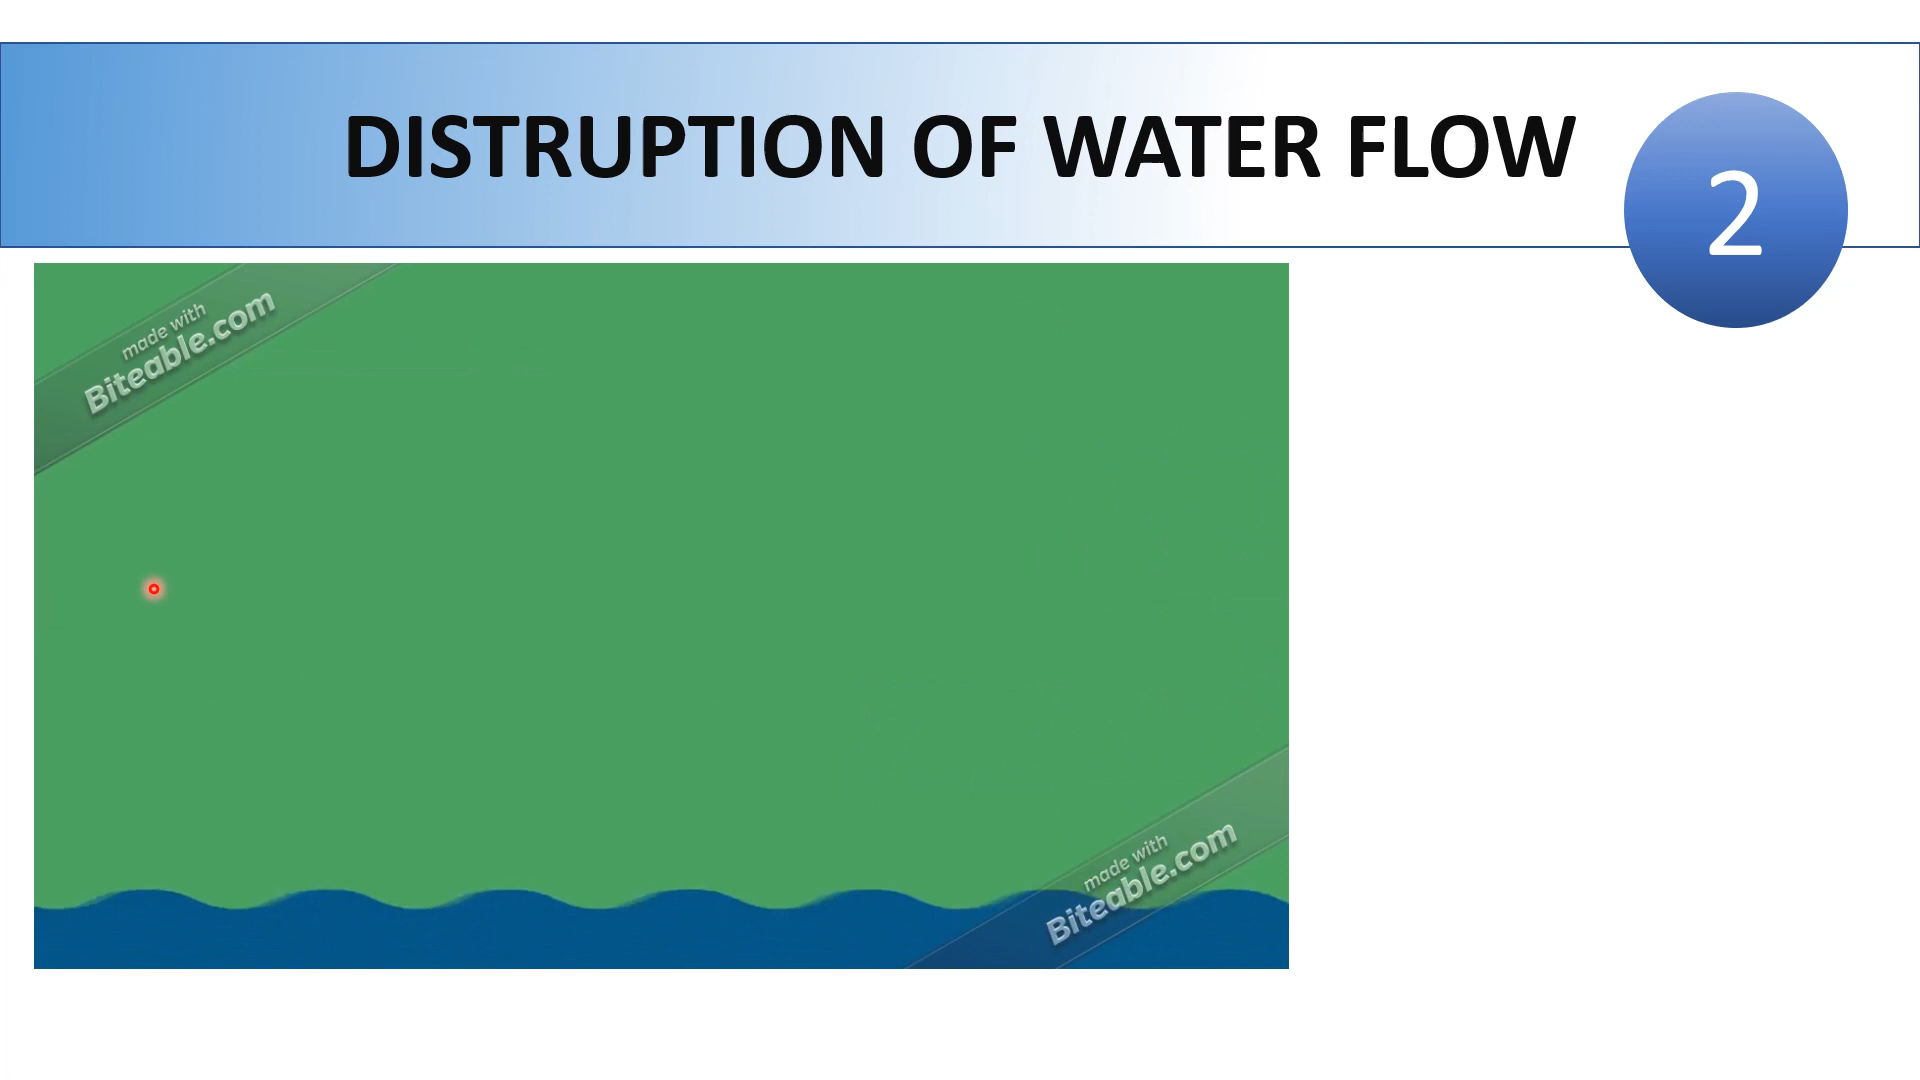 DISTRUPTION OF WATER FLOW
2
made with
Biteable.com
made with
Biteable.com